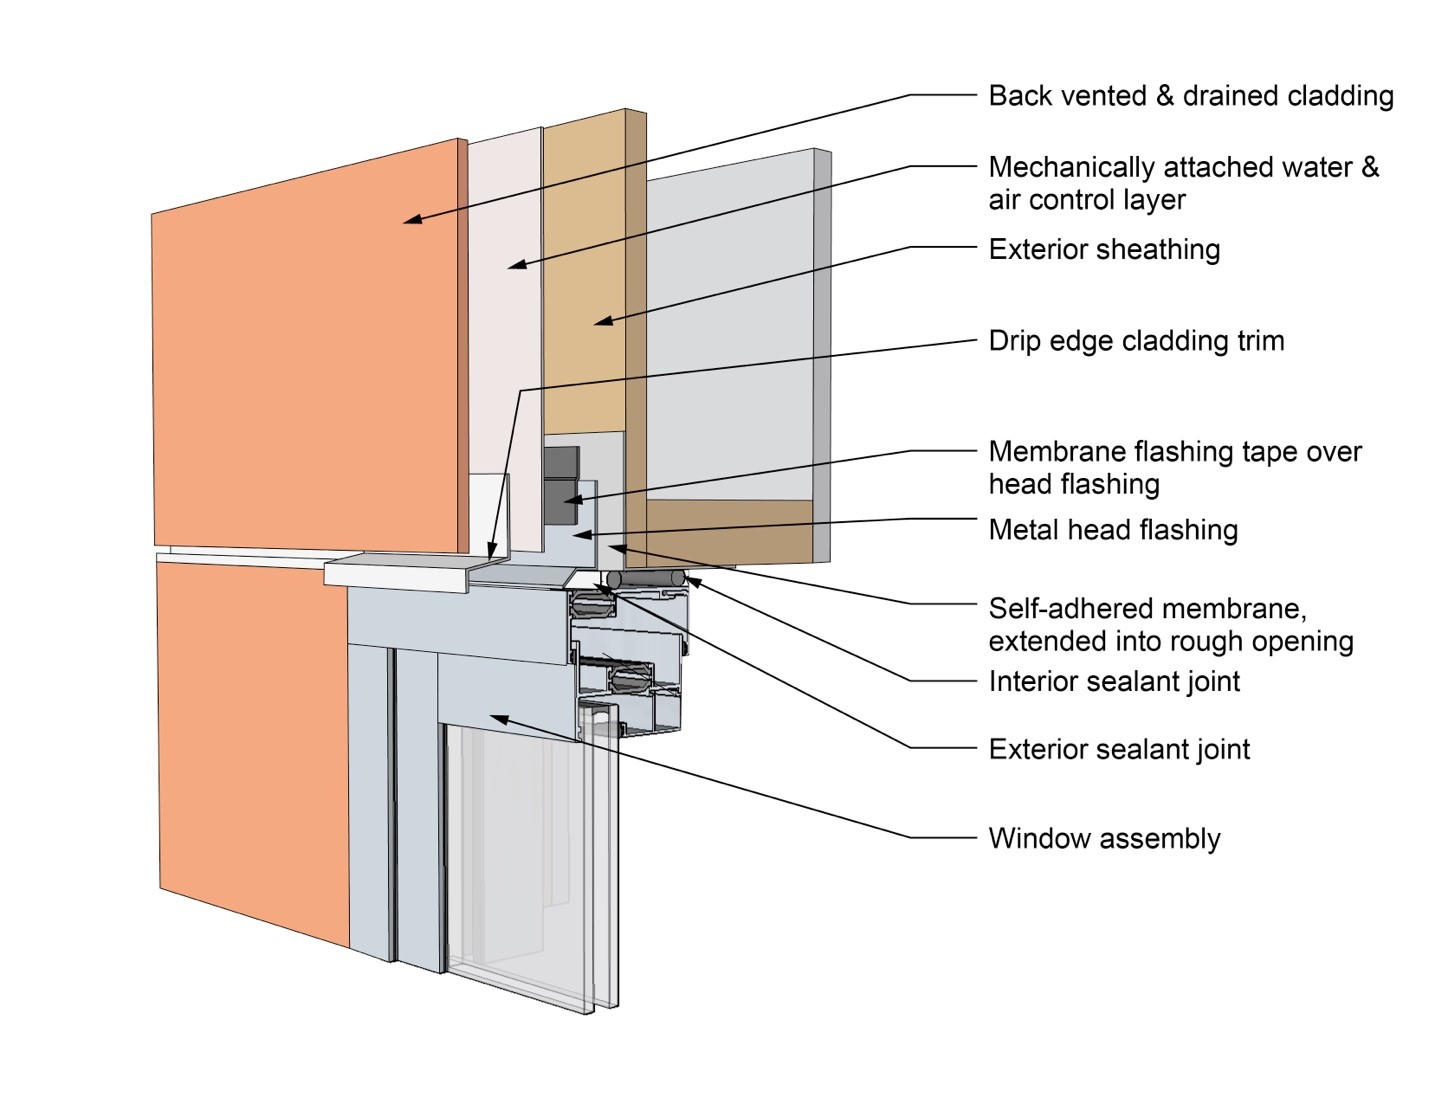 Back vented & drained cladding
Mechanically attached water &
air control layer
Exterior sheathing
Drip edge cladding trim
Membrane flashing tape over
head flashing
Metal head flashing
Self-adhered membrane,
extended into rough opening
Interior sealant joint
Exterior sealant joint
Window assembly